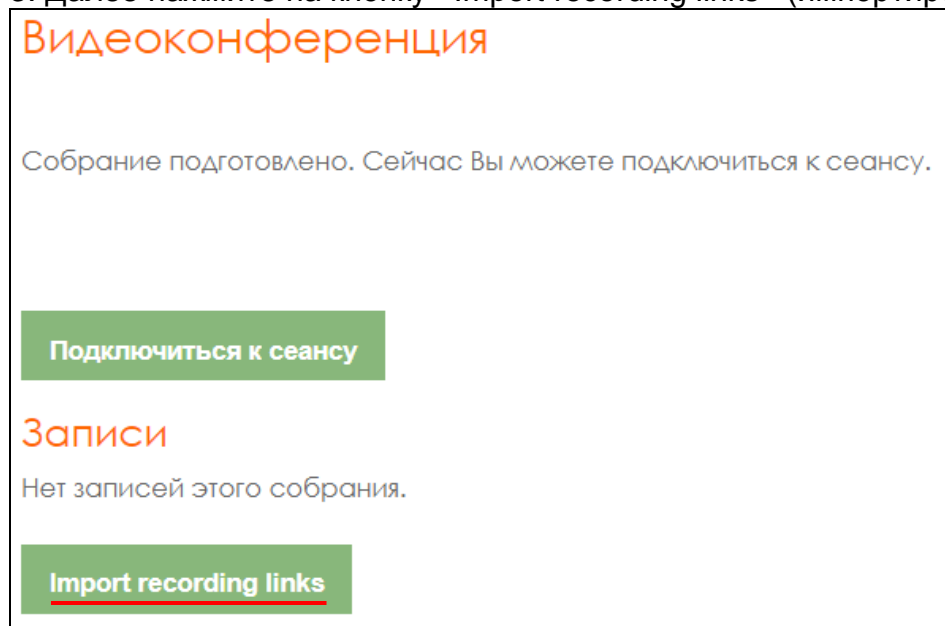 Видеоконференция
Собрание подготовлено. Сейчас Вы можете подключиться к сеансу.
Подключиться к сеансу
Записи
Нет записей этого собрания.
Import recording links